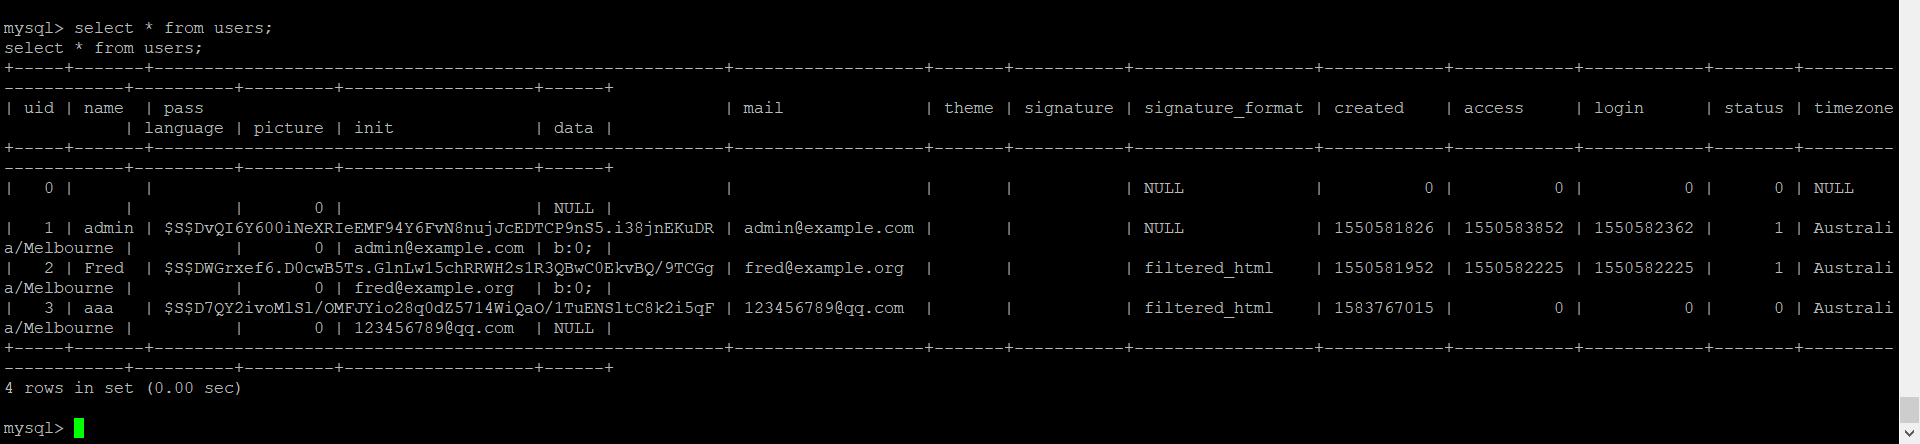 mysql> select * from users;
select * from users;
+-----+-------+---------------------------------------------------------+-------------------+-------+-----------+------------------+------------+------------+------------+--------+---------
------------+----------+---------+-------------------+------+
| uid | name  | pass                                                    | mail              | theme | signature | signature_format | created    | access     | login      | status | timezone
            | language | picture | init              | data |
+-----+-------+---------------------------------------------------------+-------------------+-------+-----------+------------------+------------+------------+------------+--------+---------
------------+----------+---------+-------------------+------+
|   0 |       |                                                         |                   |       |           | NULL             |          0 |          0 |          0 |      0 | NULL
            |          |       0 |                   | NULL |
|   1 | admin | $S$DvQI6Y600iNeXRIeEMF94Y6FvN8nujJcEDTCP9nS5.i38jnEKuDR | admin@example.com |       |           | NULL             | 1550581826 | 1550583852 | 1550582362 |      1 | Australi
a/Melbourne |          |       0 | admin@example.com | b:0; |
|   2 | Fred  | $S$DWGrxef6.D0cwB5Ts.GlnLw15chRRWH2s1R3QBwC0EkvBQ/9TCGg | fred@example.org  |       |           | filtered_html    | 1550581952 | 1550582225 | 1550582225 |      1 | Australi
a/Melbourne |          |       0 | fred@example.org  | b:0; |
|   3 | aaa   | $S$D7QY2ivoMlSl/OMFJYio28q0dZ5714WiQaO/1TuENSltC8k2i5qF | 123456789@qq.com  |       |           | filtered_html    | 1583767015 |          0 |          0 |      0 | Australi
a/Melbourne |          |       0 | 123456789@qq.com  | NULL |
+-----+-------+---------------------------------------------------------+-------------------+-------+-----------+------------------+------------+------------+------------+--------+---------
------------+----------+---------+-------------------+------+
4 rows in set (0.00 sec)
mysql>